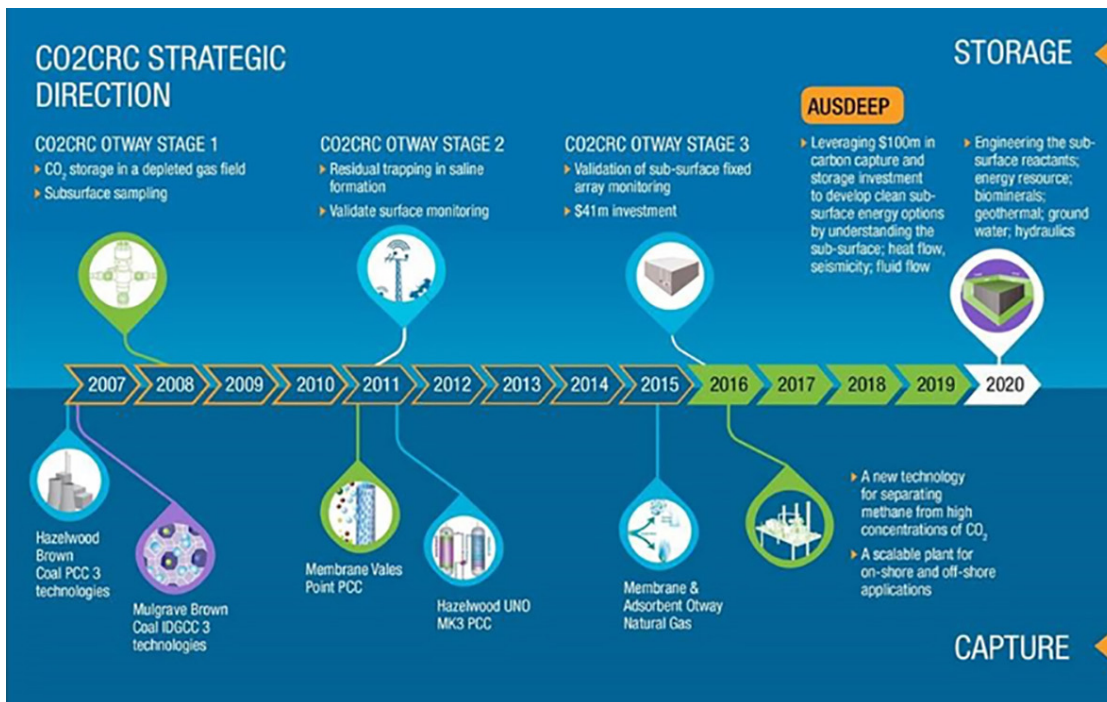 CO2CRC STRATEGIC
DIRECTION
STORAGE
CO2CRC OTWAY STAGE 1
CO₂ storage in a depleted gas field
Subsurface sampling
CO2CRC OTWAY STAGE 2
Residual trapping in saline
formation
Validate surface monitoring
CO2CRC OTWAY STAGE 3
Validation of sub-surface fixed
array monitoring
$41m investment
AUSDEEP
Leveraging $100m in
carbon capture and
storage investment
to develop clean sub-
surface energy options
by understanding the
sub-surface; heat flow,
seismicity; fluid flow
Engineering the sub-
surface reactants;
energy resource;
biominerals;
geothermal; ground
water; hydraulics
2007 2008 2009 2010 2011 2012 2013 2014 2015 2016 2017 2018 2019 2020
Hazelwood
Brown
Coal PCC 3
technologies
Mulgrave Brown
Coal IDGCC 3
technologies
Membrane Vales
Point PCC
Hazelwood UNO
MK3 PCC
Membrane &
Adsorbent Otway
Natural Gas
A new technology
for separating
methane from high
concentrations of CO₂
A scalable plant for
on-shore and off-shore
applications
CAPTURE